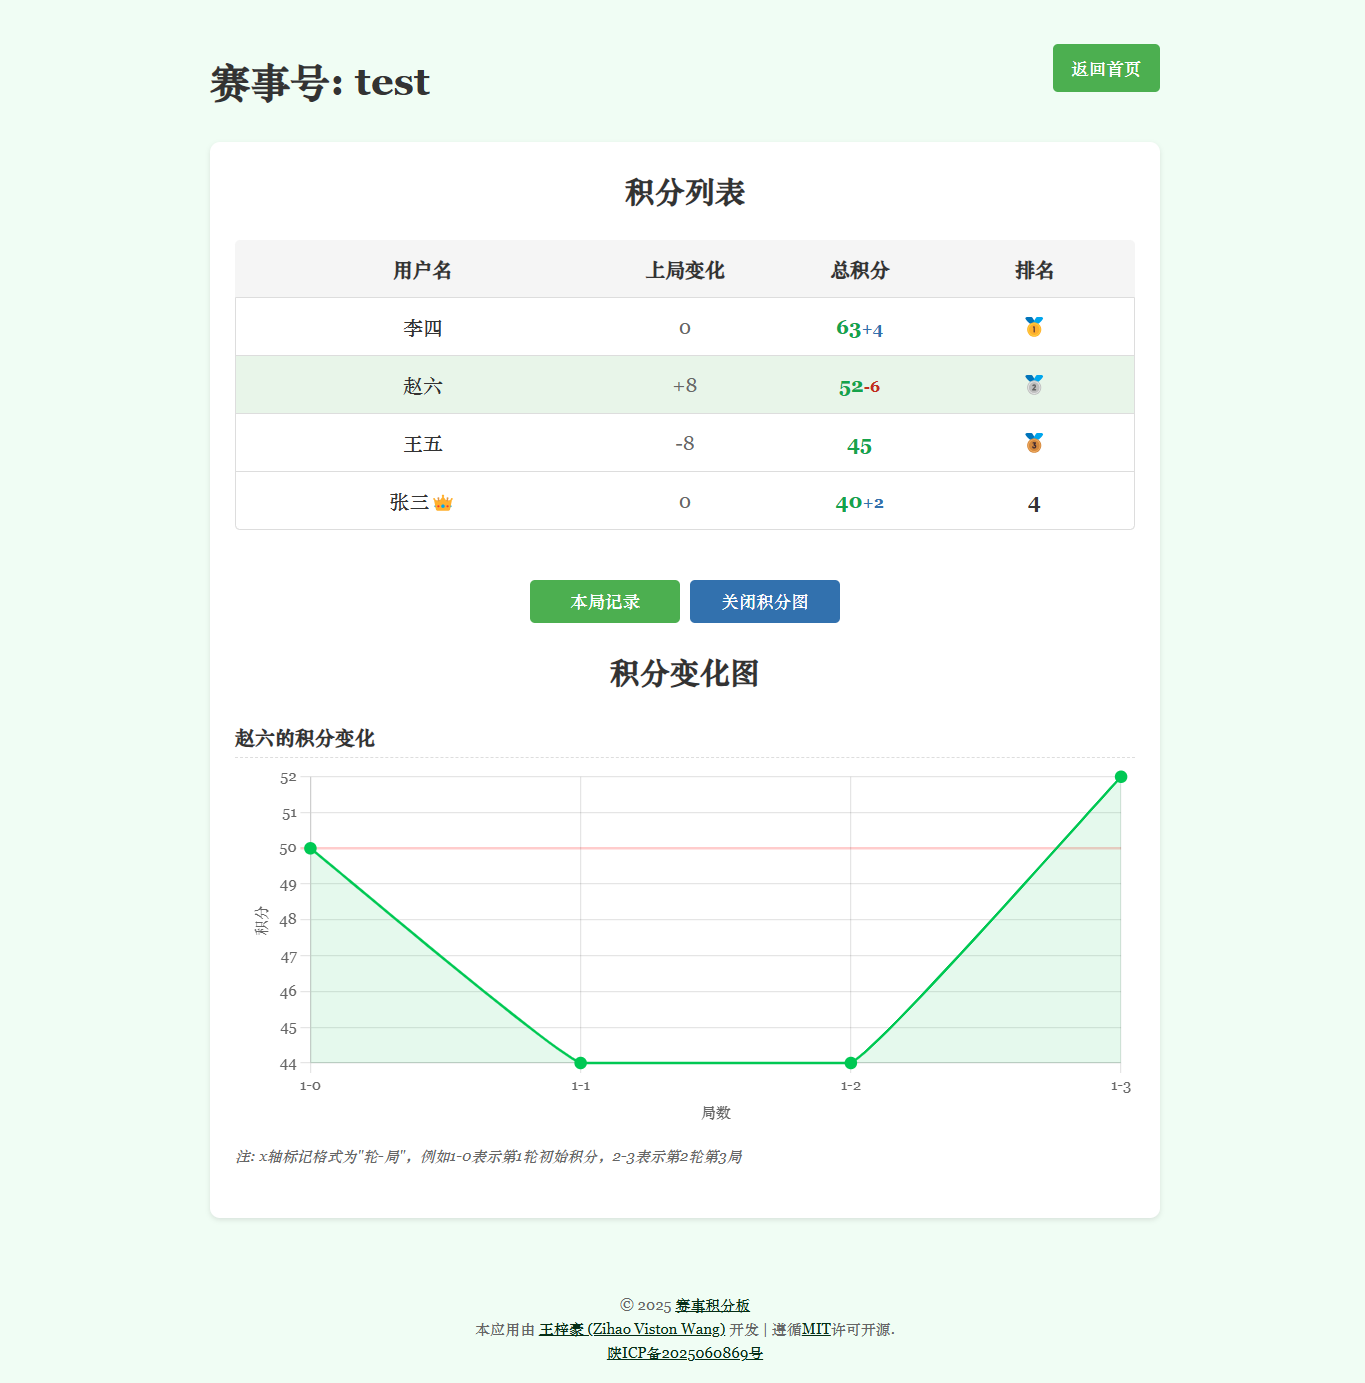 赛事号: test
返回首页
积分列表
用户名 上局变化 总积分 排名
李四 0 63+4 🥇
赵六 +8 52-6 🥈
王五 -8 45 🥉
张三👑 0 40+2 4
本局记录 关闭积分图
积分变化图
赵六的积分变化
52
51
50
49
48
47
46
45
44
积分
1-0 1-1 1-2 1-3
局数
注: x轴标记格式为"轮-局"，例如1-0表示第1轮初始积分，2-3表示第2轮第3局
© 2025 赛事积分板
本应用由 王梓豪 (Zihao Viston Wang) 开发 | 遵循MIT许可开源.
陕ICP备2025060869号